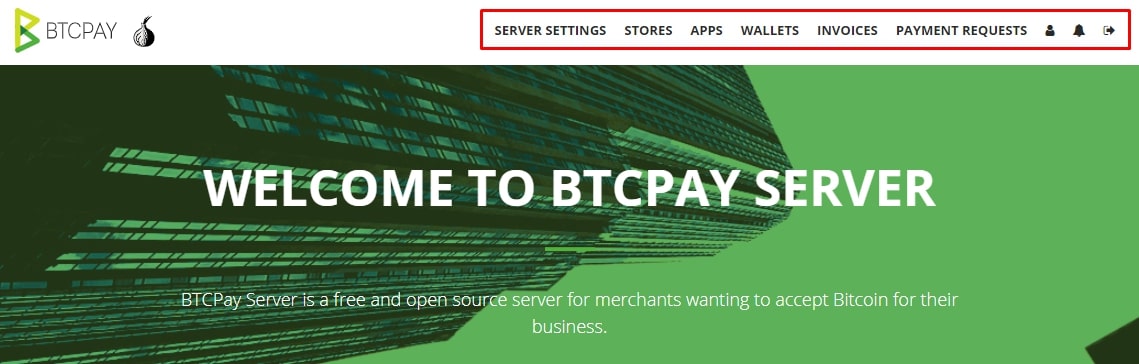 BTCPAY
SERVER SETTINGS STORES APPS WALLETS INVOICES PAYMENT REQUESTS
WELCOME TO BTCPAY SERVER
BTCPay Server is a free and open source server for merchants wanting to accept Bitcoin for their
business.